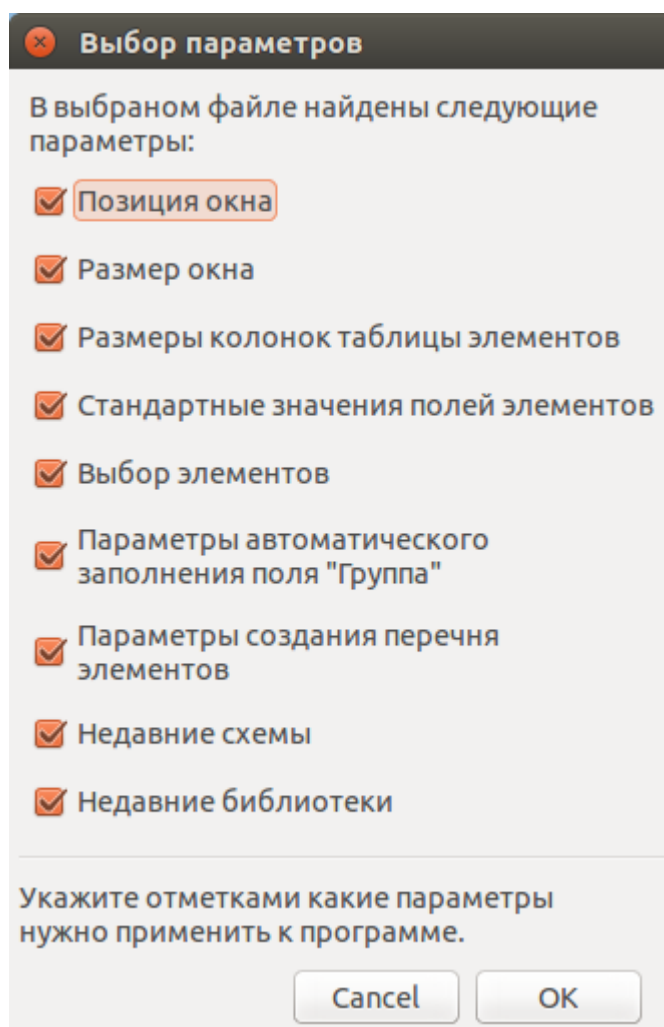 Выбор параметров
В выбраном файле найдены следующие
параметры:
Позиция окна
Размер окна
Размеры колонок таблицы элементов
Стандартные значения полей элементов
Выбор элементов
Параметры автоматического
заполнения поля "Группа"
Параметры создания перечня
элементов
Недавние схемы
Недавние библиотеки
Укажите отметками какие параметры
нужно применить к программе.
Cancel OK